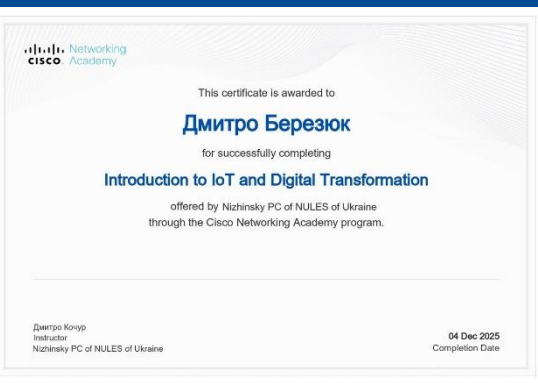 Networking
CISCO Academy
This certificate is awarded to
Дмитро Березюк
for successfully completing
Introduction to IoT and Digital Transformation
offered by Nizhinsky PC of NULES of Ukraine
through the Cisco Networking Academy program.
Дмитро Кочур
Instructor
Nizhinsky PC of NULES of Ukraine
04 Dec 2025
Completion Date